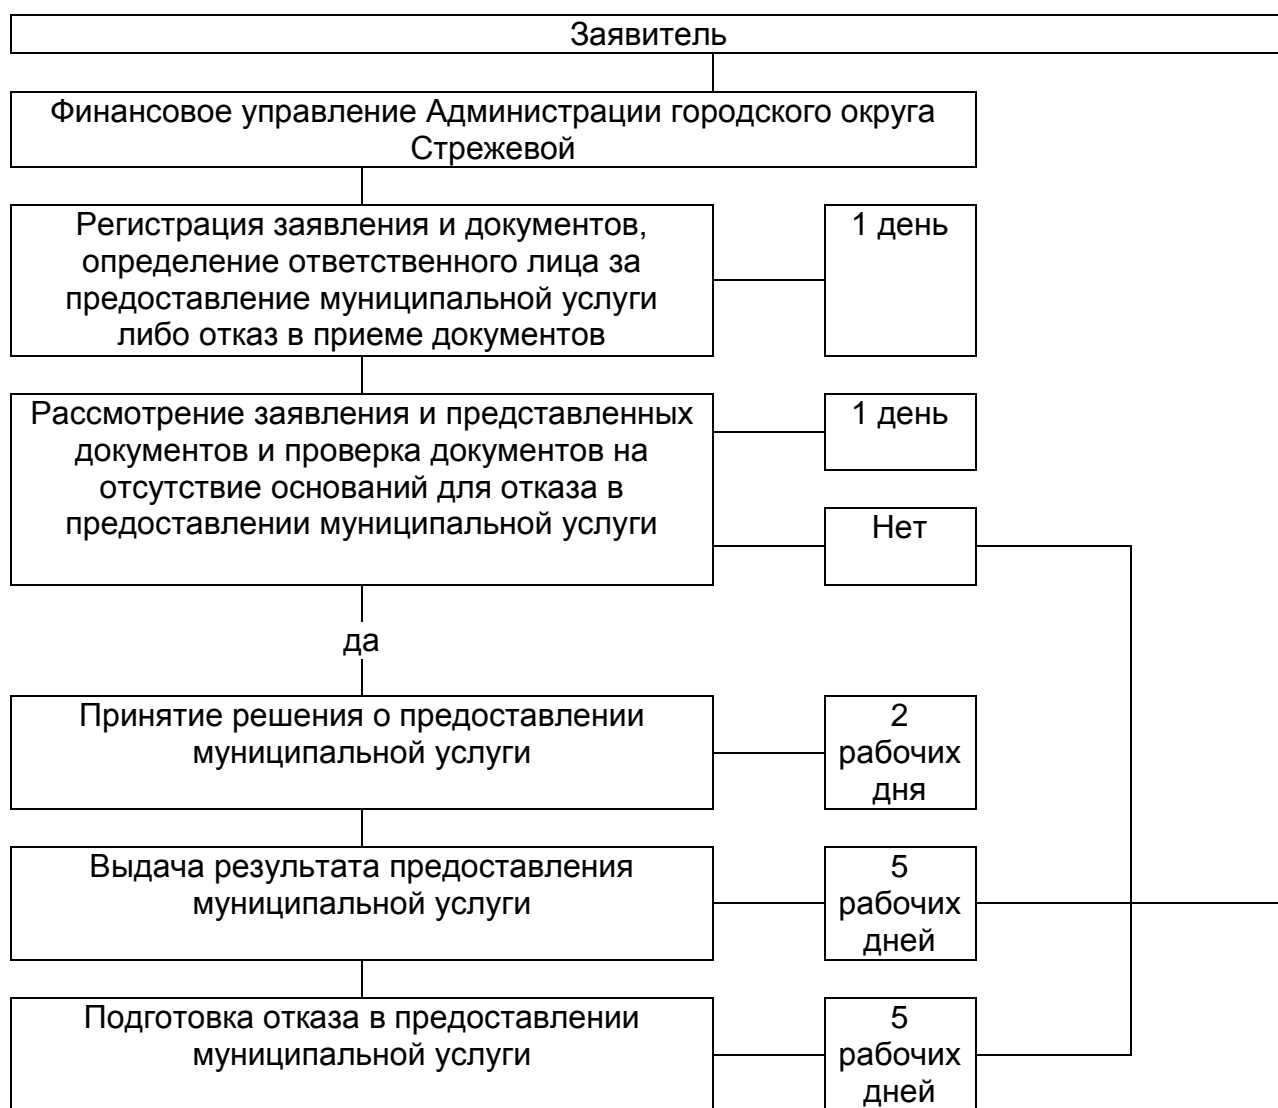 Заявитель
Финансовое управление Администрации городского округа
Стрежевой
Регистрация заявления и документов,
определение ответственного лица за
предоставление муниципальной услуги
либо отказ в приеме документов
1 день
Рассмотрение заявления и представленных
документов и проверка документов на
отсутствие оснований для отказа в
предоставлении муниципальной услуги
1 день
Нет
да
Принятие решения о предоставлении
муниципальной услуги
2
рабочих
дня
Выдача результата предоставления
муниципальной услуги
5
рабочих
дней
Подготовка отказа в предоставлении
муниципальной услуги
5
рабочих
дней